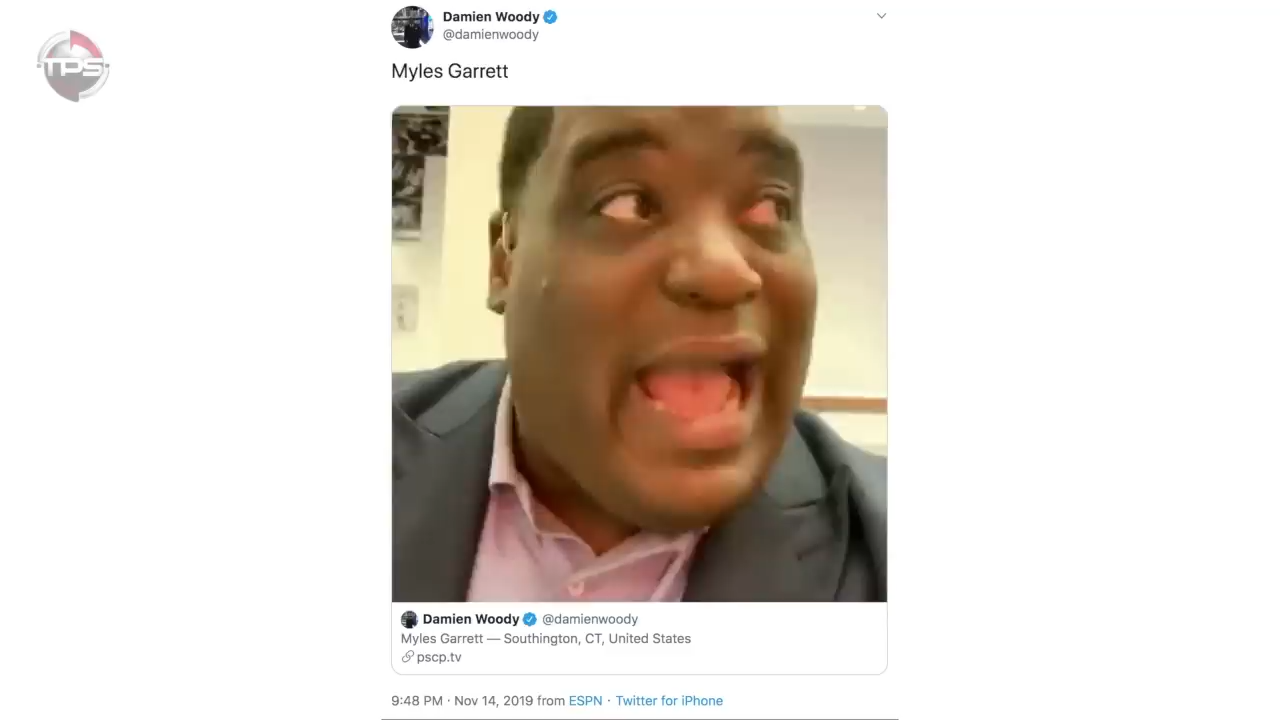 TPS
Damien Woody
@damienwoody
Myles Garrett
Damien Woody @damienwoody
Myles Garrett — Southington, CT, United States
pscp.tv
9:48 PM · Nov 14, 2019 from ESPN · Twitter for iPhone